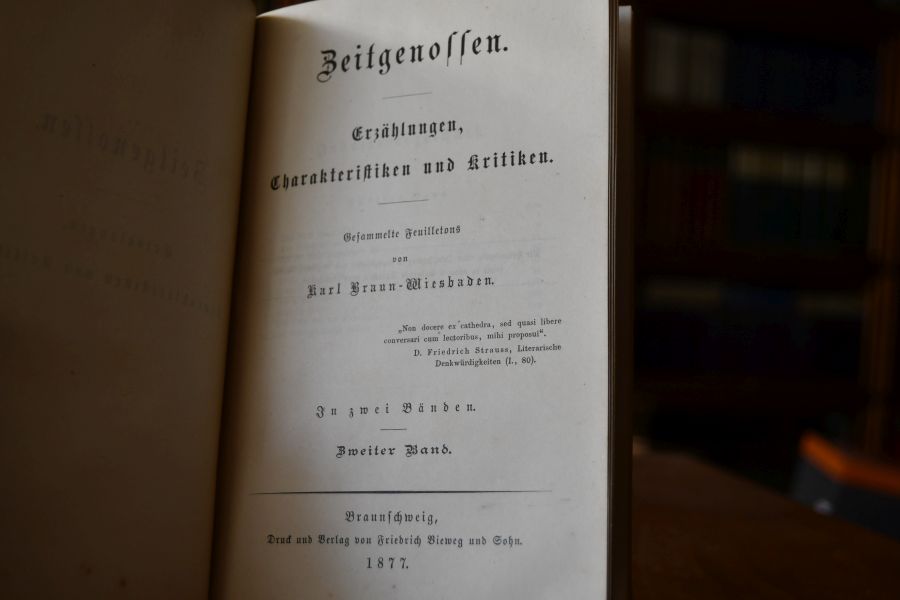 Zeitgenoſſen.
Erzählungen,
Charakteriſtiken und Kritiken.
Geſammelte Feuilletons
von
Karl Braun-Wiesbaden.
„Non docere ex cathedra, sed quasi libere
conversari cum lectoribus, mihi proposui“.
D. Friedrich Strauss, Literarische
Denkwürdigkeiten (I., 80).
In zwei Bänden.
Zweiter Band.
Braunſchweig,
Druck und Verlag von Friedrich Vieweg und Sohn.
1877.